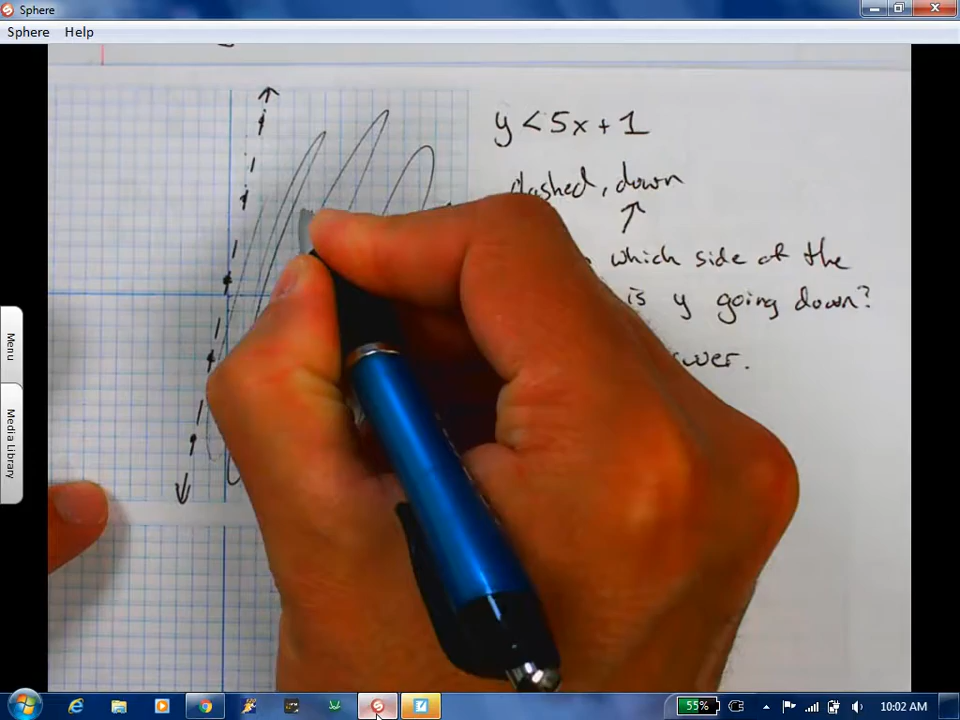 Sphere
Sphere Help
y < 5x + 1
dashed, down
which side of the
is y going down?
Menu
Media Library
55%
10:02 AM